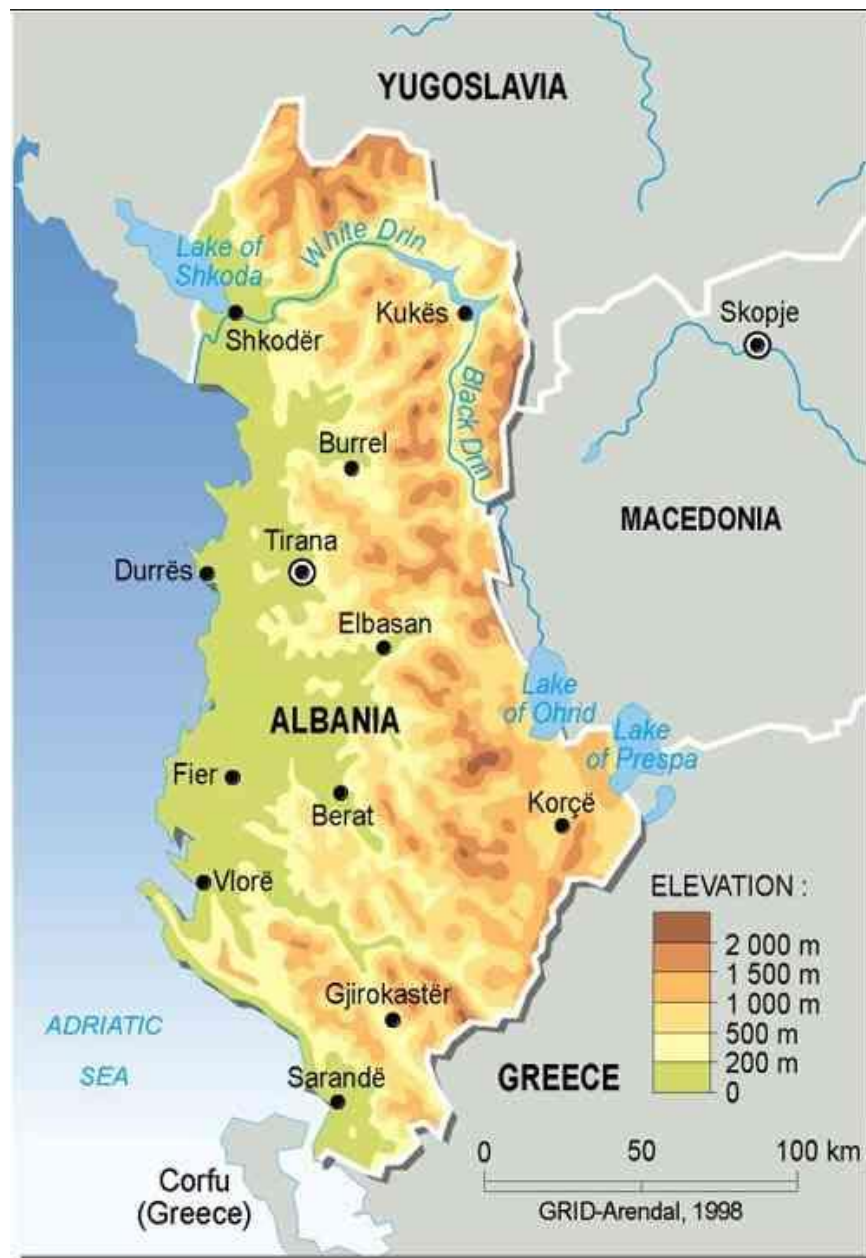 YUGOSLAVIA
Lake of
Shkoda
White Drin
Shkodër
Kukës
Skopje
Black Drin
Burrel
MACEDONIA
Tirana
Durrës
Elbasan
Lake
of Ohrid
ALBANIA
Lake
of Prespa
Fier
Berat
Korçë
Vlorë
ELEVATION :
2 000 m
1 500 m
1 000 m
500 m
200 m
0
Gjirokastër
ADRIATIC
SEA
Sarandë
GREECE
0 50 100 km
Corfu
(Greece)
GRID-Arendal, 1998